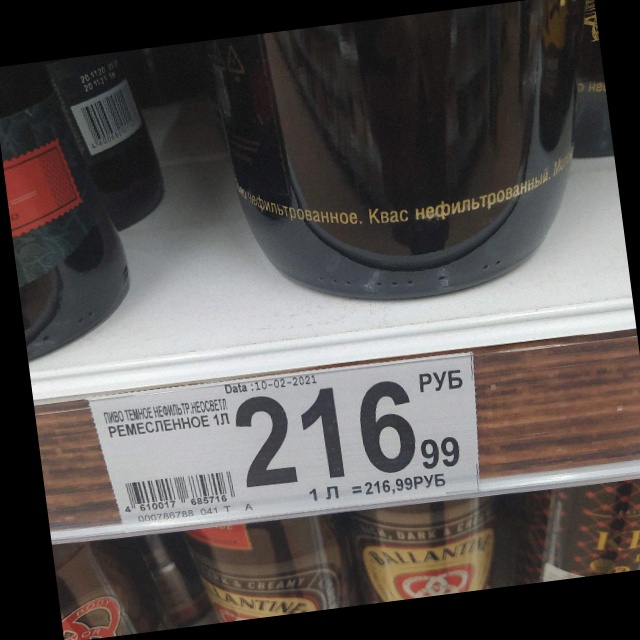 нефильтрованное. Квас нефильтрованный.
Data :10-02-2021
ПИВО ТЕМНОЕ НЕФИЛЬТР.НЕОСВЕТЛ
РЕМЕСЛЕННОЕ 1Л
216 99 РУБ
1 Л =216,99РУБ
4 610017 685716
000786788 041 T A
BALLANTINE